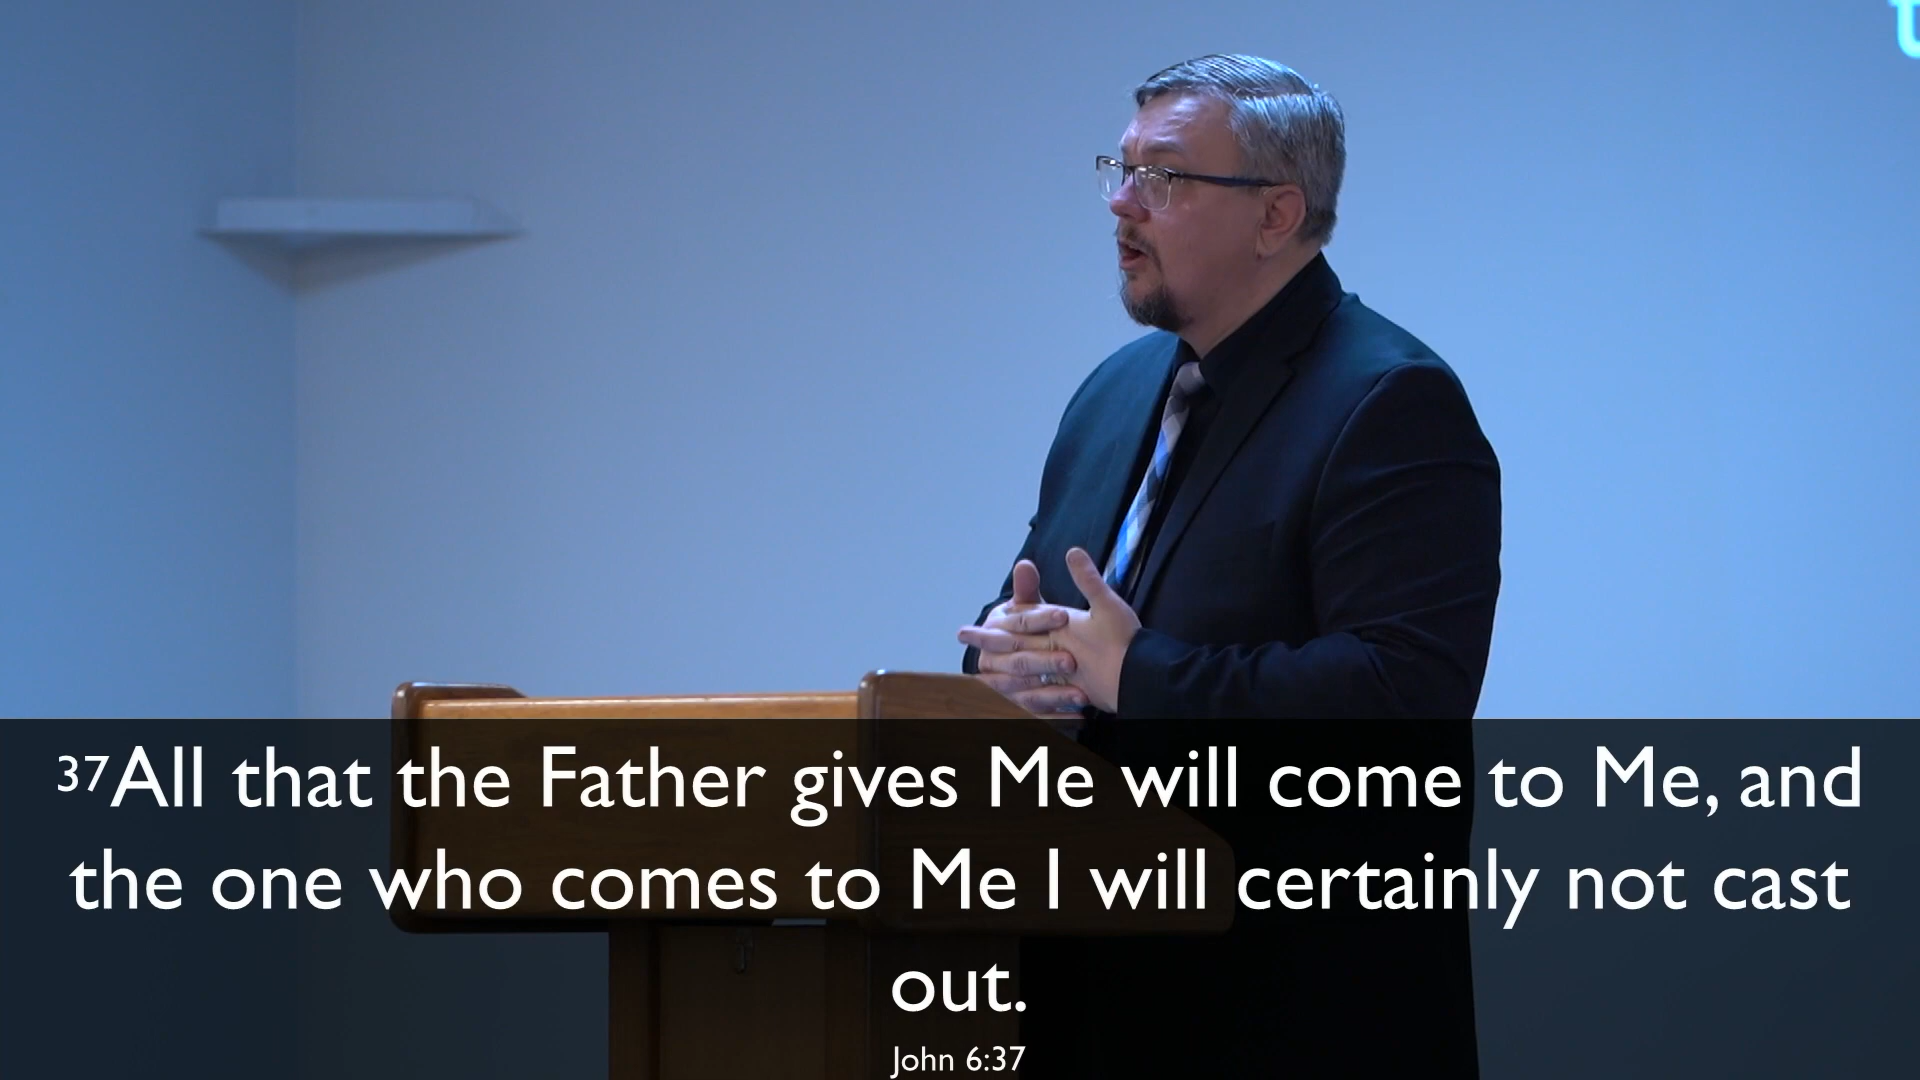 ³⁷All that the Father gives Me will come to Me, and
the one who comes to Me I will certainly not cast
out.
John 6:37